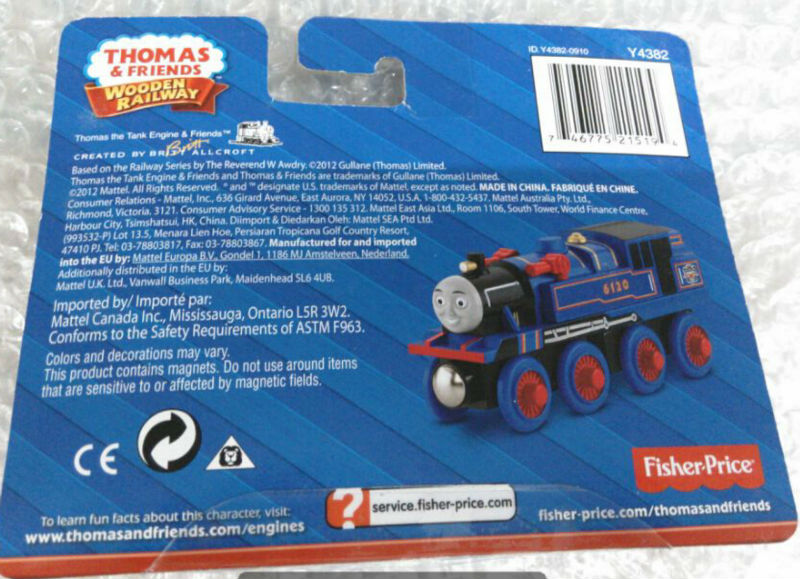 THOMAS
& FRIENDS
WOODEN
RAILWAY
ID. Y4382-0910
Y4382
7 46775 21519 4
Thomas the Tank Engine & Friends™
CREATED BY BRITT ALLCROFT
Based on the Railway Series by The Reverend W Awdry. ©2012 Gullane (Thomas) Limited.
Thomas the Tank Engine & Friends and Thomas & Friends are trademarks of Gullane (Thomas) Limited.
©2012 Mattel. All Rights Reserved. ® and ™ designate U.S. trademarks of Mattel, except as noted. MADE IN CHINA. FABRIQUÉ EN CHINE.
Consumer Relations - Mattel, Inc., 636 Girard Avenue, East Aurora, NY 14052, U.S.A. 1-800-432-5437. Mattel Australia Pty. Ltd.,
Richmond, Victoria. 3121. Consumer Advisory Service - 1300 135 312. Mattel East Asia Ltd., Room 1106, South Tower, World Finance Centre,
Harbour City, Tsimshatsui, HK, China. Diimport & Diedarkan Oleh: Mattel SEA Ptd Ltd.
(993532-P) Lot 13.5, Menara Lien Hoe, Persiaran Tropicana Golf Country Resort,
47410 PJ. Tel: 03-78803817, Fax: 03-78803867. Manufactured for and imported
into the EU by: Mattel Europa B.V., Gondel 1, 1186 MJ Amstelveen, Nederland.
Additionally distributed in the EU by:
Mattel U.K. Ltd., Vanwall Business Park, Maidenhead SL6 4UB.
Imported by/ Importé par:
Mattel Canada Inc., Mississauga, Ontario L5R 3W2.
Conforms to the Safety Requirements of ASTM F963.
Colors and decorations may vary.
This product contains magnets. Do not use around items
that are sensitive to or affected by magnetic fields.
6120
CE
Fisher-Price®
? service.fisher-price.com
To learn fun facts about this character, visit:
www.thomasandfriends.com/engines
fisher-price.com/thomasandfriends